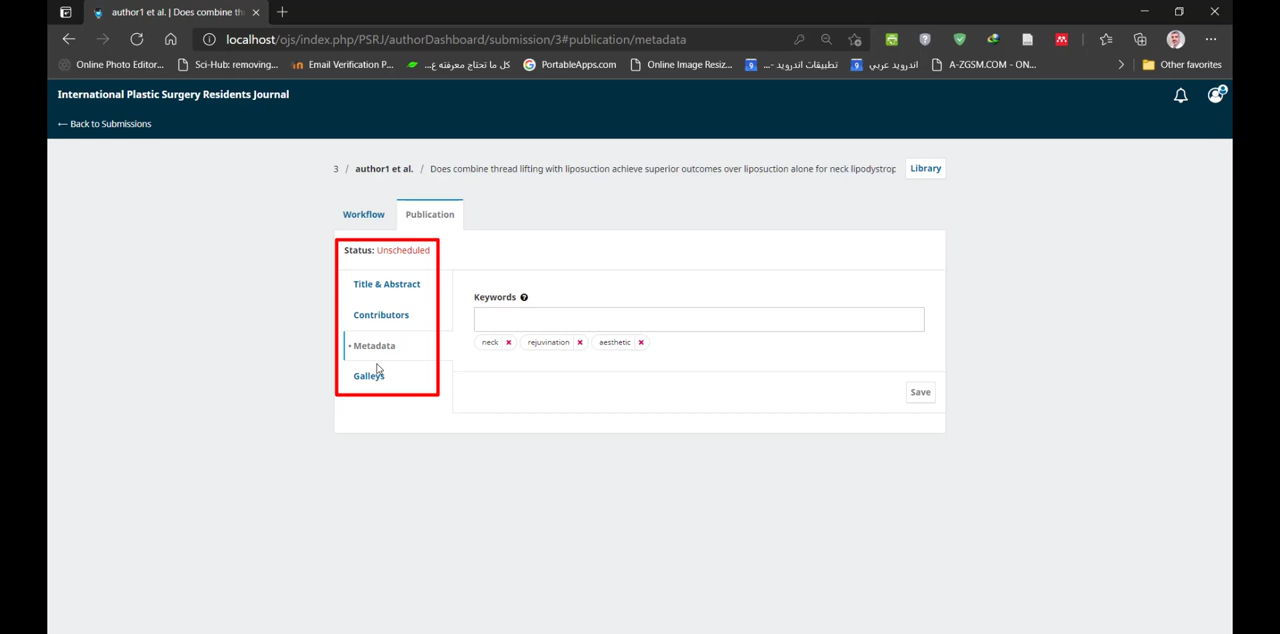 author1 et al. | Does combine th
localhost/ojs/index.php/PSRJ/authorDashboard/submission/3#publication/metadata
Online Photo Editor... Sci-Hub: removing... Email Verification P... كل ما تحتاج معرفته ع... PortableApps.com Online Image Resiz... تطبيقات اندرويد -... اندرويد عربي A-ZGSM.COM - ON... Other favorites
International Plastic Surgery Residents Journal
← Back to Submissions
3 / author1 et al. / Does combine thread lifting with liposuction achieve superior outcomes over liposuction alone for neck lipodystrop
Library
Workflow Publication
Status: Unscheduled
Title & Abstract
Contributors
• Metadata
Galleys
Keywords
neck × rejuvination × aesthetic ×
Save